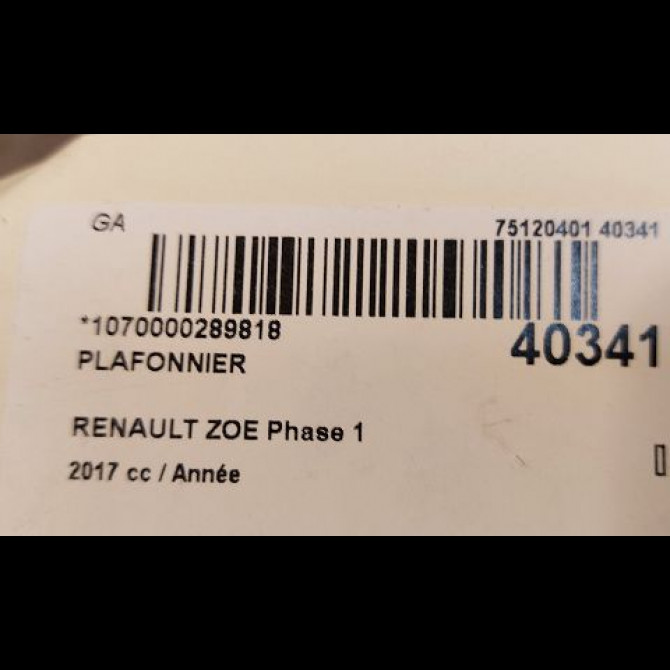 GA 75120401 40341
*1070000289818 40341
PLAFONNIER
RENAULT ZOE Phase 1
2017 cc / Année